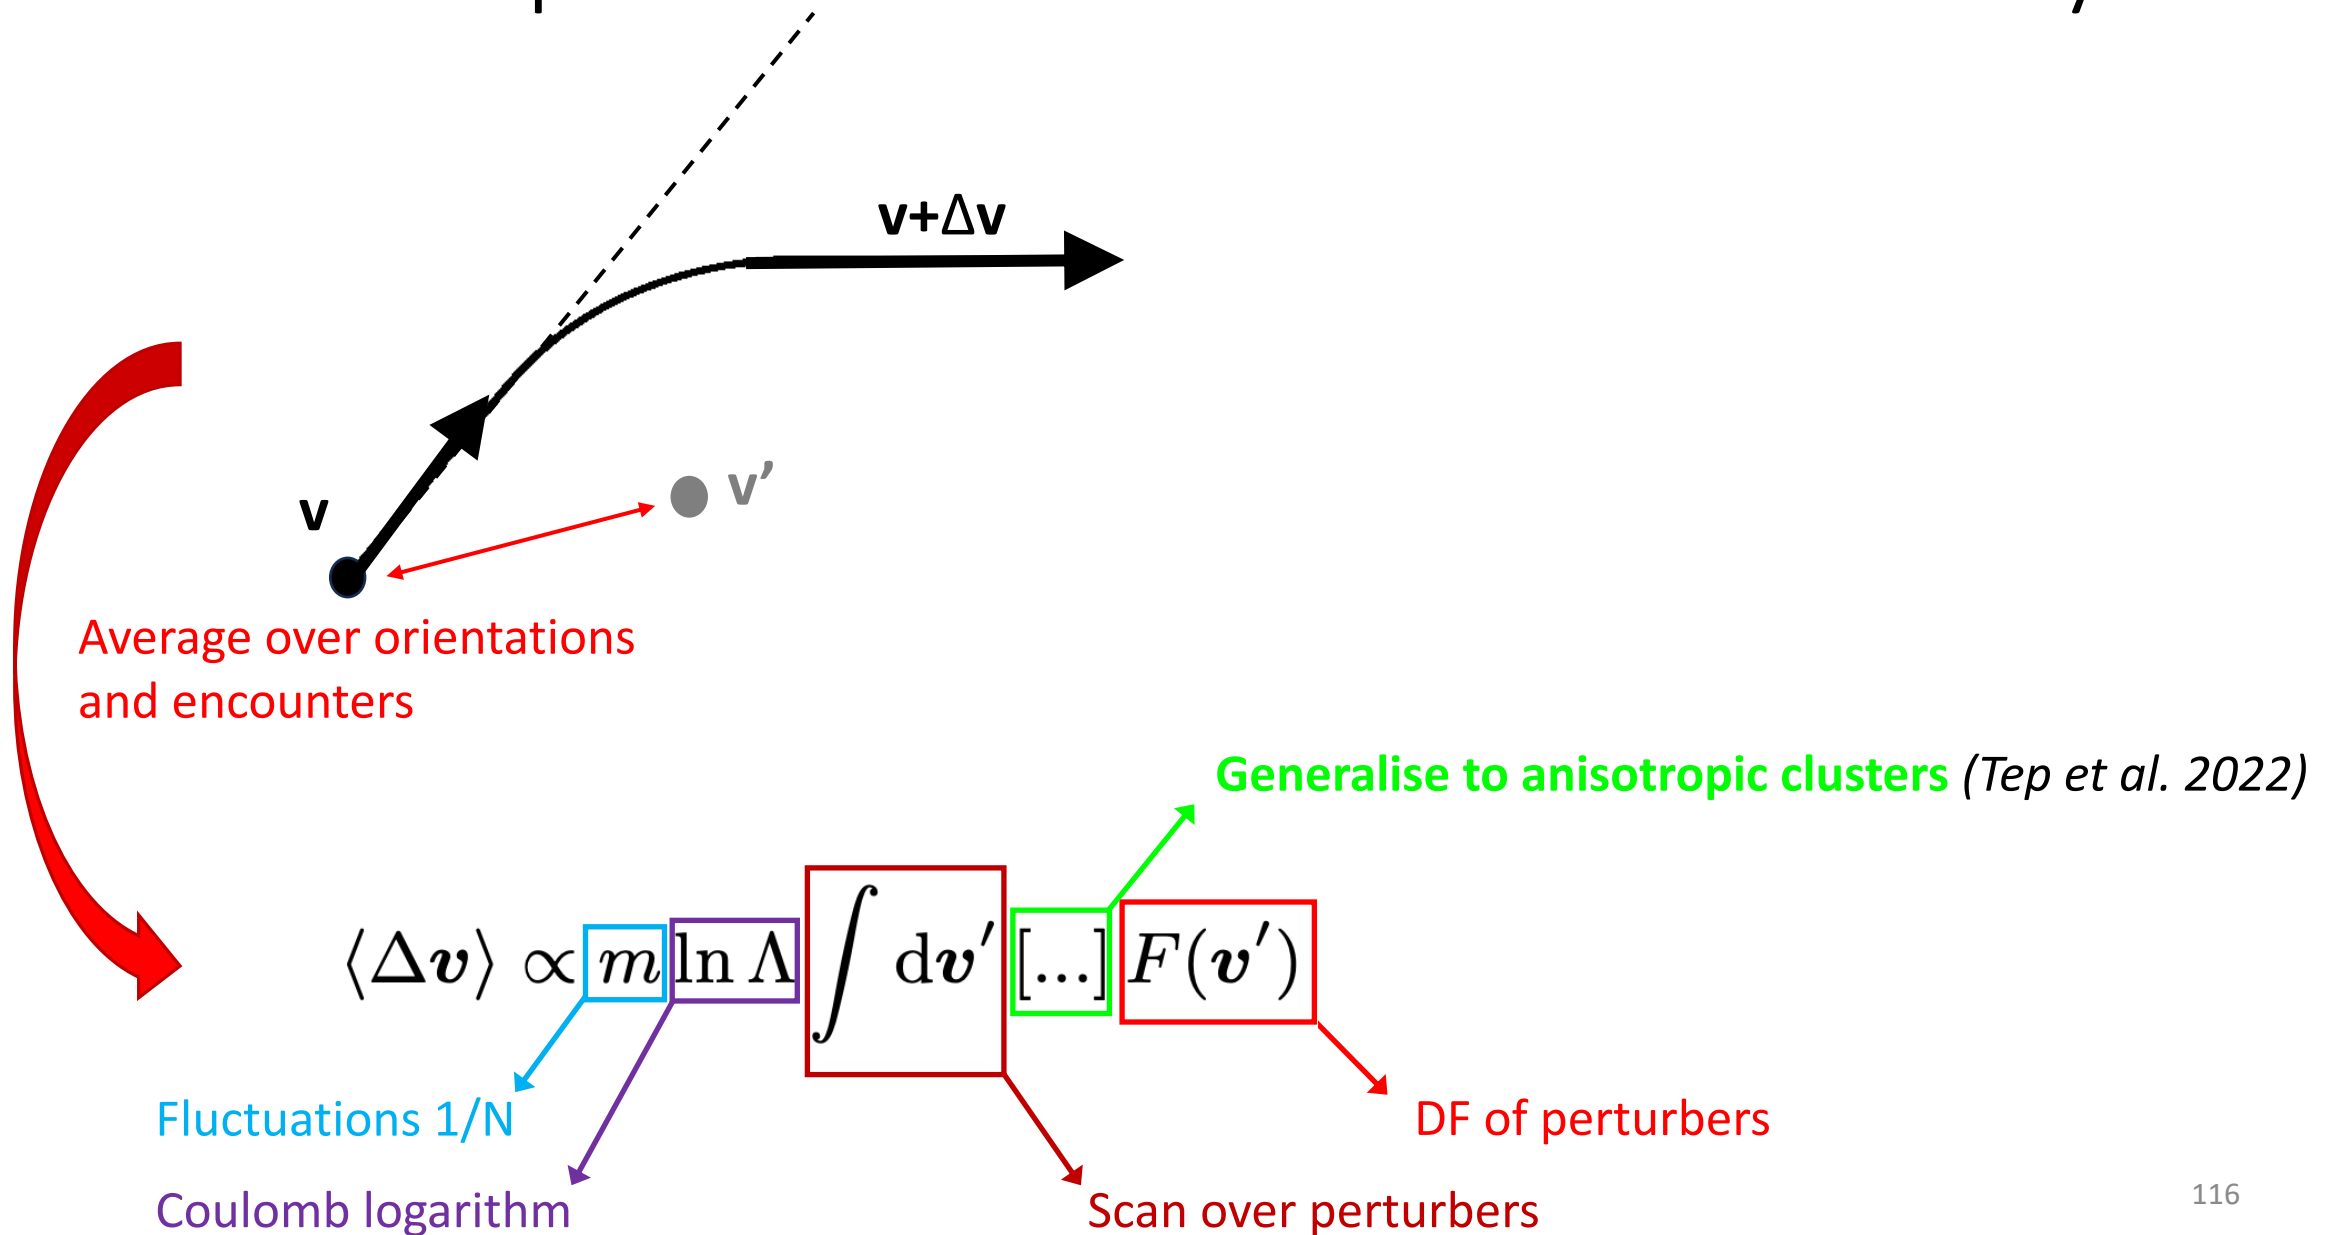 v+Δv
v
v’
Average over orientations
and encounters
Generalise to anisotropic clusters (Tep et al. 2022)
⟨Δv⟩ ∝ m ln Λ ∫ dv′ [...] F(v′)
Fluctuations 1/N
DF of perturbers
Coulomb logarithm
Scan over perturbers
116